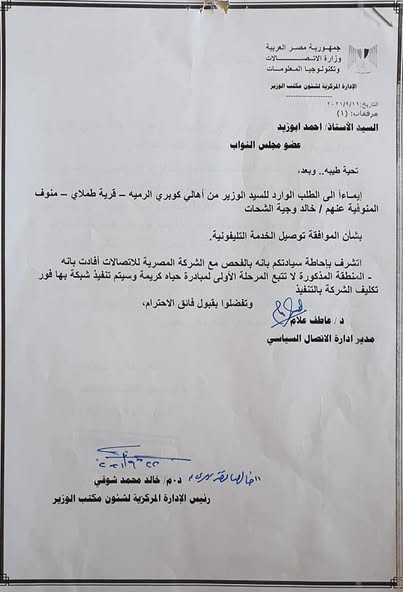 جمهورية مصر العربية
وزارة الاتصالات
وتكنولوجيا المعلومات
الإدارة المركزية لشئون مكتب الوزير
التاريخ: ٢٠٢١/٩/١٦
مرفقات: (١)
السيد الأستاذ/ احمد ابوزيد
عضو مجلس النواب
تحية طيبه.. وبعد،
إيماءاً الى الطلب الوارد للسيد الوزير من أهالي كوبري الرميه – قرية طملاي – منوف
المنوفية عنهم / خالد وجية الشحات
بشأن الموافقة توصيل الخدمة التليفونية.
اتشرف بإحاطة سيادتكم بانه بالفحص مع الشركة المصرية للاتصالات أفادت بانه
- المنطقة المذكورة لا تتبع المرحلة الأولى لمبادرة حياه كريمة وسيتم تنفيذ شبكة بها فور
تكليف الشركة بالتنفيذ
وتفضلوا بقبول فائق الاحترام،
د / عاطف علام
مدير ادارة الاتصال السياسي
د.م/ خالد محمد شوقي
رئيس الإدارة المركزية لشئون مكتب الوزير